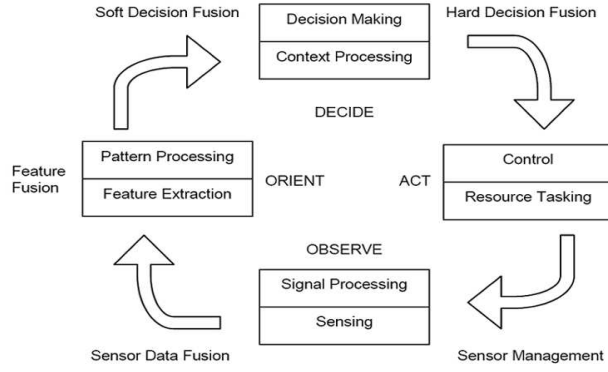 Soft Decision Fusion
Decision Making
Hard Decision Fusion
Context Processing
DECIDE
Feature
Fusion
Pattern Processing
Feature Extraction
ORIENT
ACT
Control
Resource Tasking
OBSERVE
Signal Processing
Sensing
Sensor Data Fusion
Sensor Management